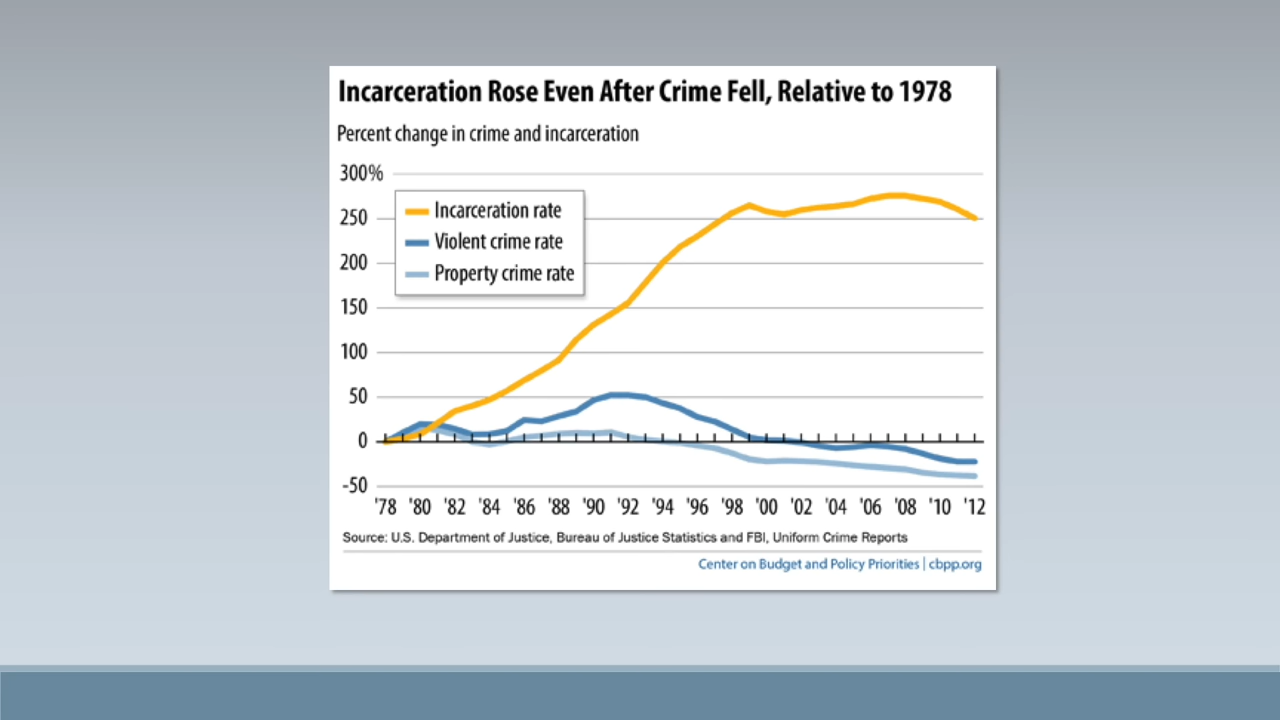 Incarceration Rose Even After Crime Fell, Relative to 1978
Percent change in crime and incarceration
300%
250
200
150
100
50
0
-50
Incarceration rate
Violent crime rate
Property crime rate
'78 '80 '82 '84 '86 '88 '90 '92 '94 '96 '98 '00 '02 '04 '06 '08 '10 '12
Source: U.S. Department of Justice, Bureau of Justice Statistics and FBI, Uniform Crime Reports
Center on Budget and Policy Priorities | cbpp.org